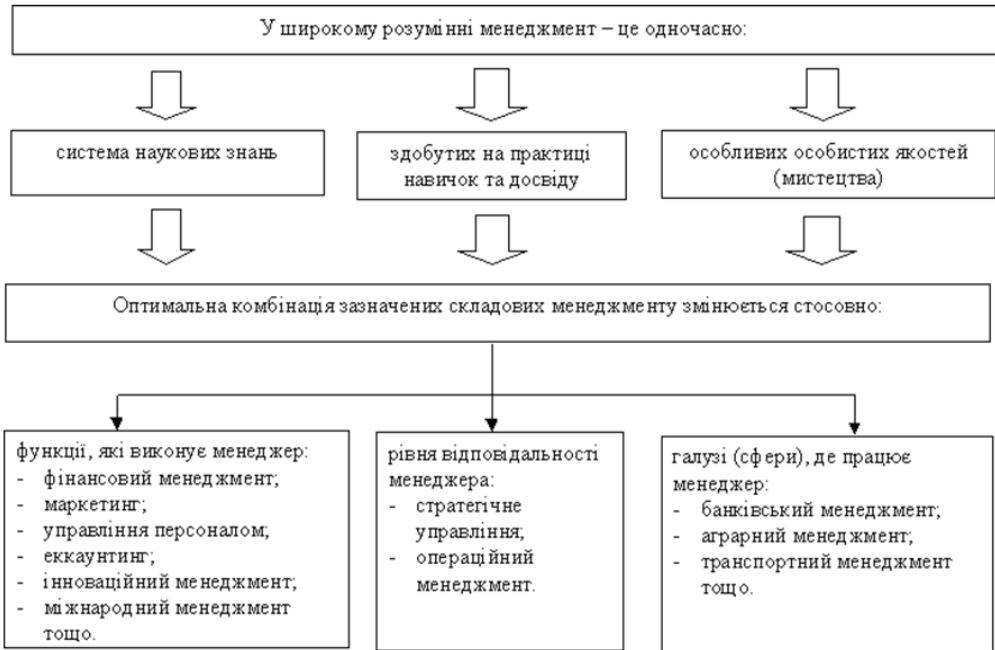 У широкому розумінні менеджмент – це одночасно:
система наукових знань
здобутих на практиці
навичок та досвіду
особливих особистих якостей
(мистецтва)
Оптимальна комбінація зазначених складових менеджменту змінюється стосовно:
функції, які виконує менеджер:
- фінансовий менеджмент;
- маркетинг;
- управління персоналом;
- еккаунтинг;
- інноваційний менеджмент;
- міжнародний менеджмент
тощо.
рівня відповідальності
менеджера:
- стратегічне
управління;
- операційний
менеджмент.
галузі (сфери), де працює
менеджер:
- банківський менеджмент;
- аграрний менеджмент;
- транспортний менеджмент
тощо.